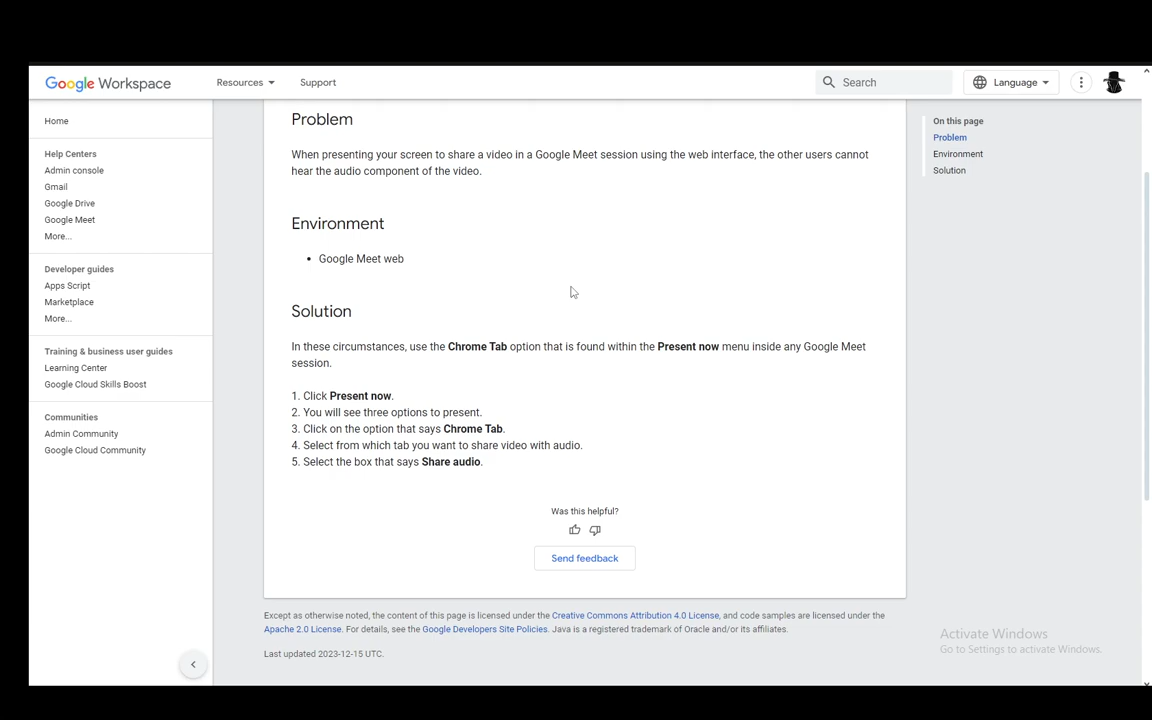 Google Workspace
Resources
Support
Search
Language
Home
Help Centers
Admin console
Gmail
Google Drive
Google Meet
More...
Developer guides
Apps Script
Marketplace
More...
Training & business user guides
Learning Center
Google Cloud Skills Boost
Communities
Admin Community
Google Cloud Community
Problem
When presenting your screen to share a video in a Google Meet session using the web interface, the other users cannot
hear the audio component of the video.
Environment
• Google Meet web
Solution
In these circumstances, use the Chrome Tab option that is found within the Present now menu inside any Google Meet
session.
1. Click Present now.
2. You will see three options to present.
3. Click on the option that says Chrome Tab.
4. Select from which tab you want to share video with audio.
5. Select the box that says Share audio.
Was this helpful?
Send feedback
Except as otherwise noted, the content of this page is licensed under the Creative Commons Attribution 4.0 License, and code samples are licensed under the
Apache 2.0 License. For details, see the Google Developers Site Policies. Java is a registered trademark of Oracle and/or its affiliates.
Last updated 2023-12-15 UTC.
On this page
Problem
Environment
Solution
Activate Windows
Go to Settings to activate Windows.